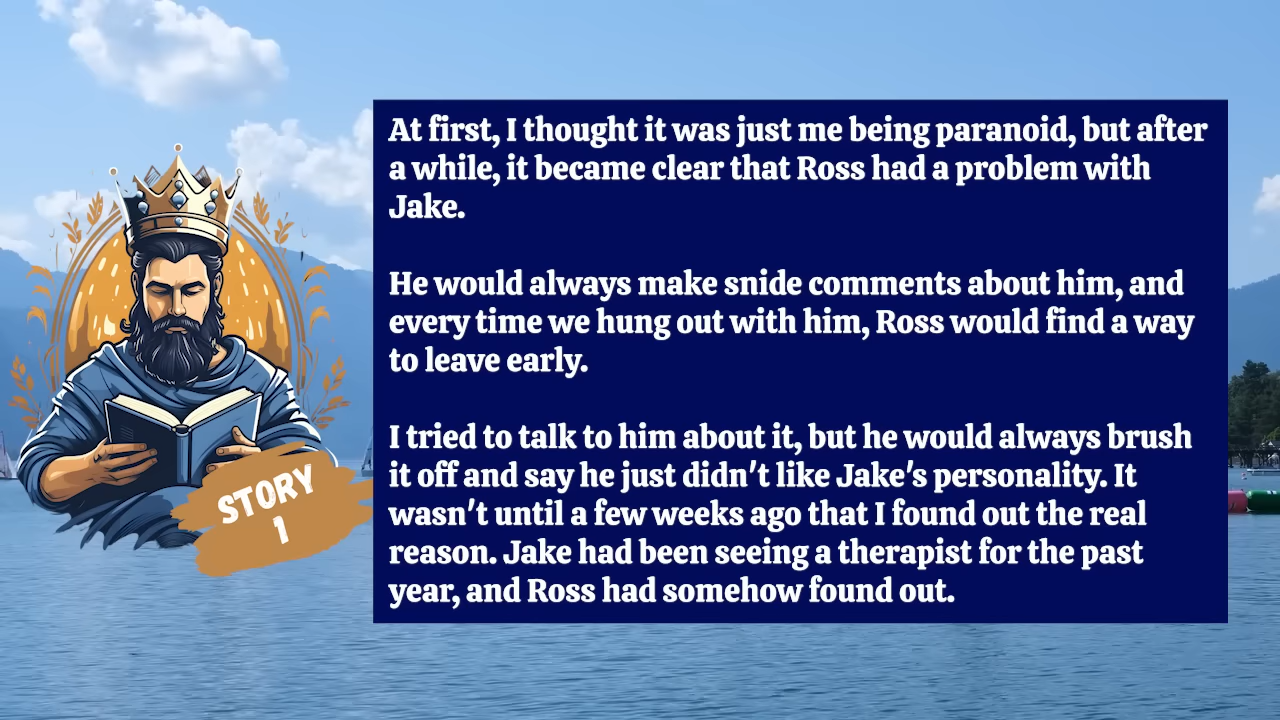 At first, I thought it was just me being paranoid, but after
a while, it became clear that Ross had a problem with
Jake.
He would always make snide comments about him, and
every time we hung out with him, Ross would find a way
to leave early.
I tried to talk to him about it, but he would always brush
it off and say he just didn't like Jake's personality. It
wasn't until a few weeks ago that I found out the real
reason. Jake had been seeing a therapist for the past
year, and Ross had somehow found out.
STORY
1